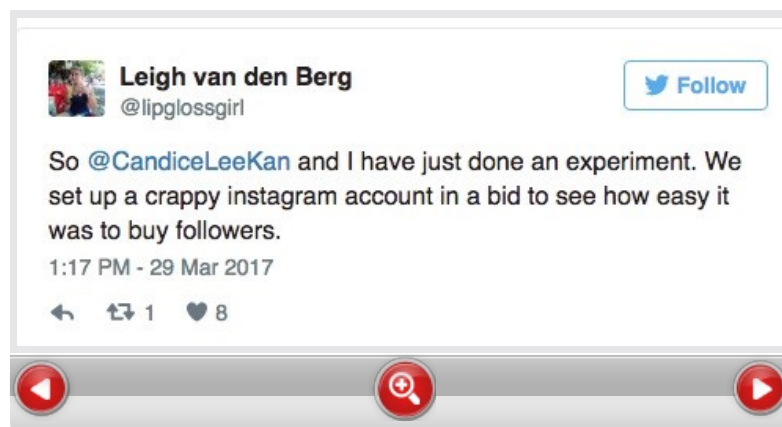 Leigh van den Berg
@lipglossgirl
Follow
So @CandiceLeeKan and I have just done an experiment. We
set up a crappy instagram account in a bid to see how easy it
was to buy followers.
1:17 PM - 29 Mar 2017
1 8